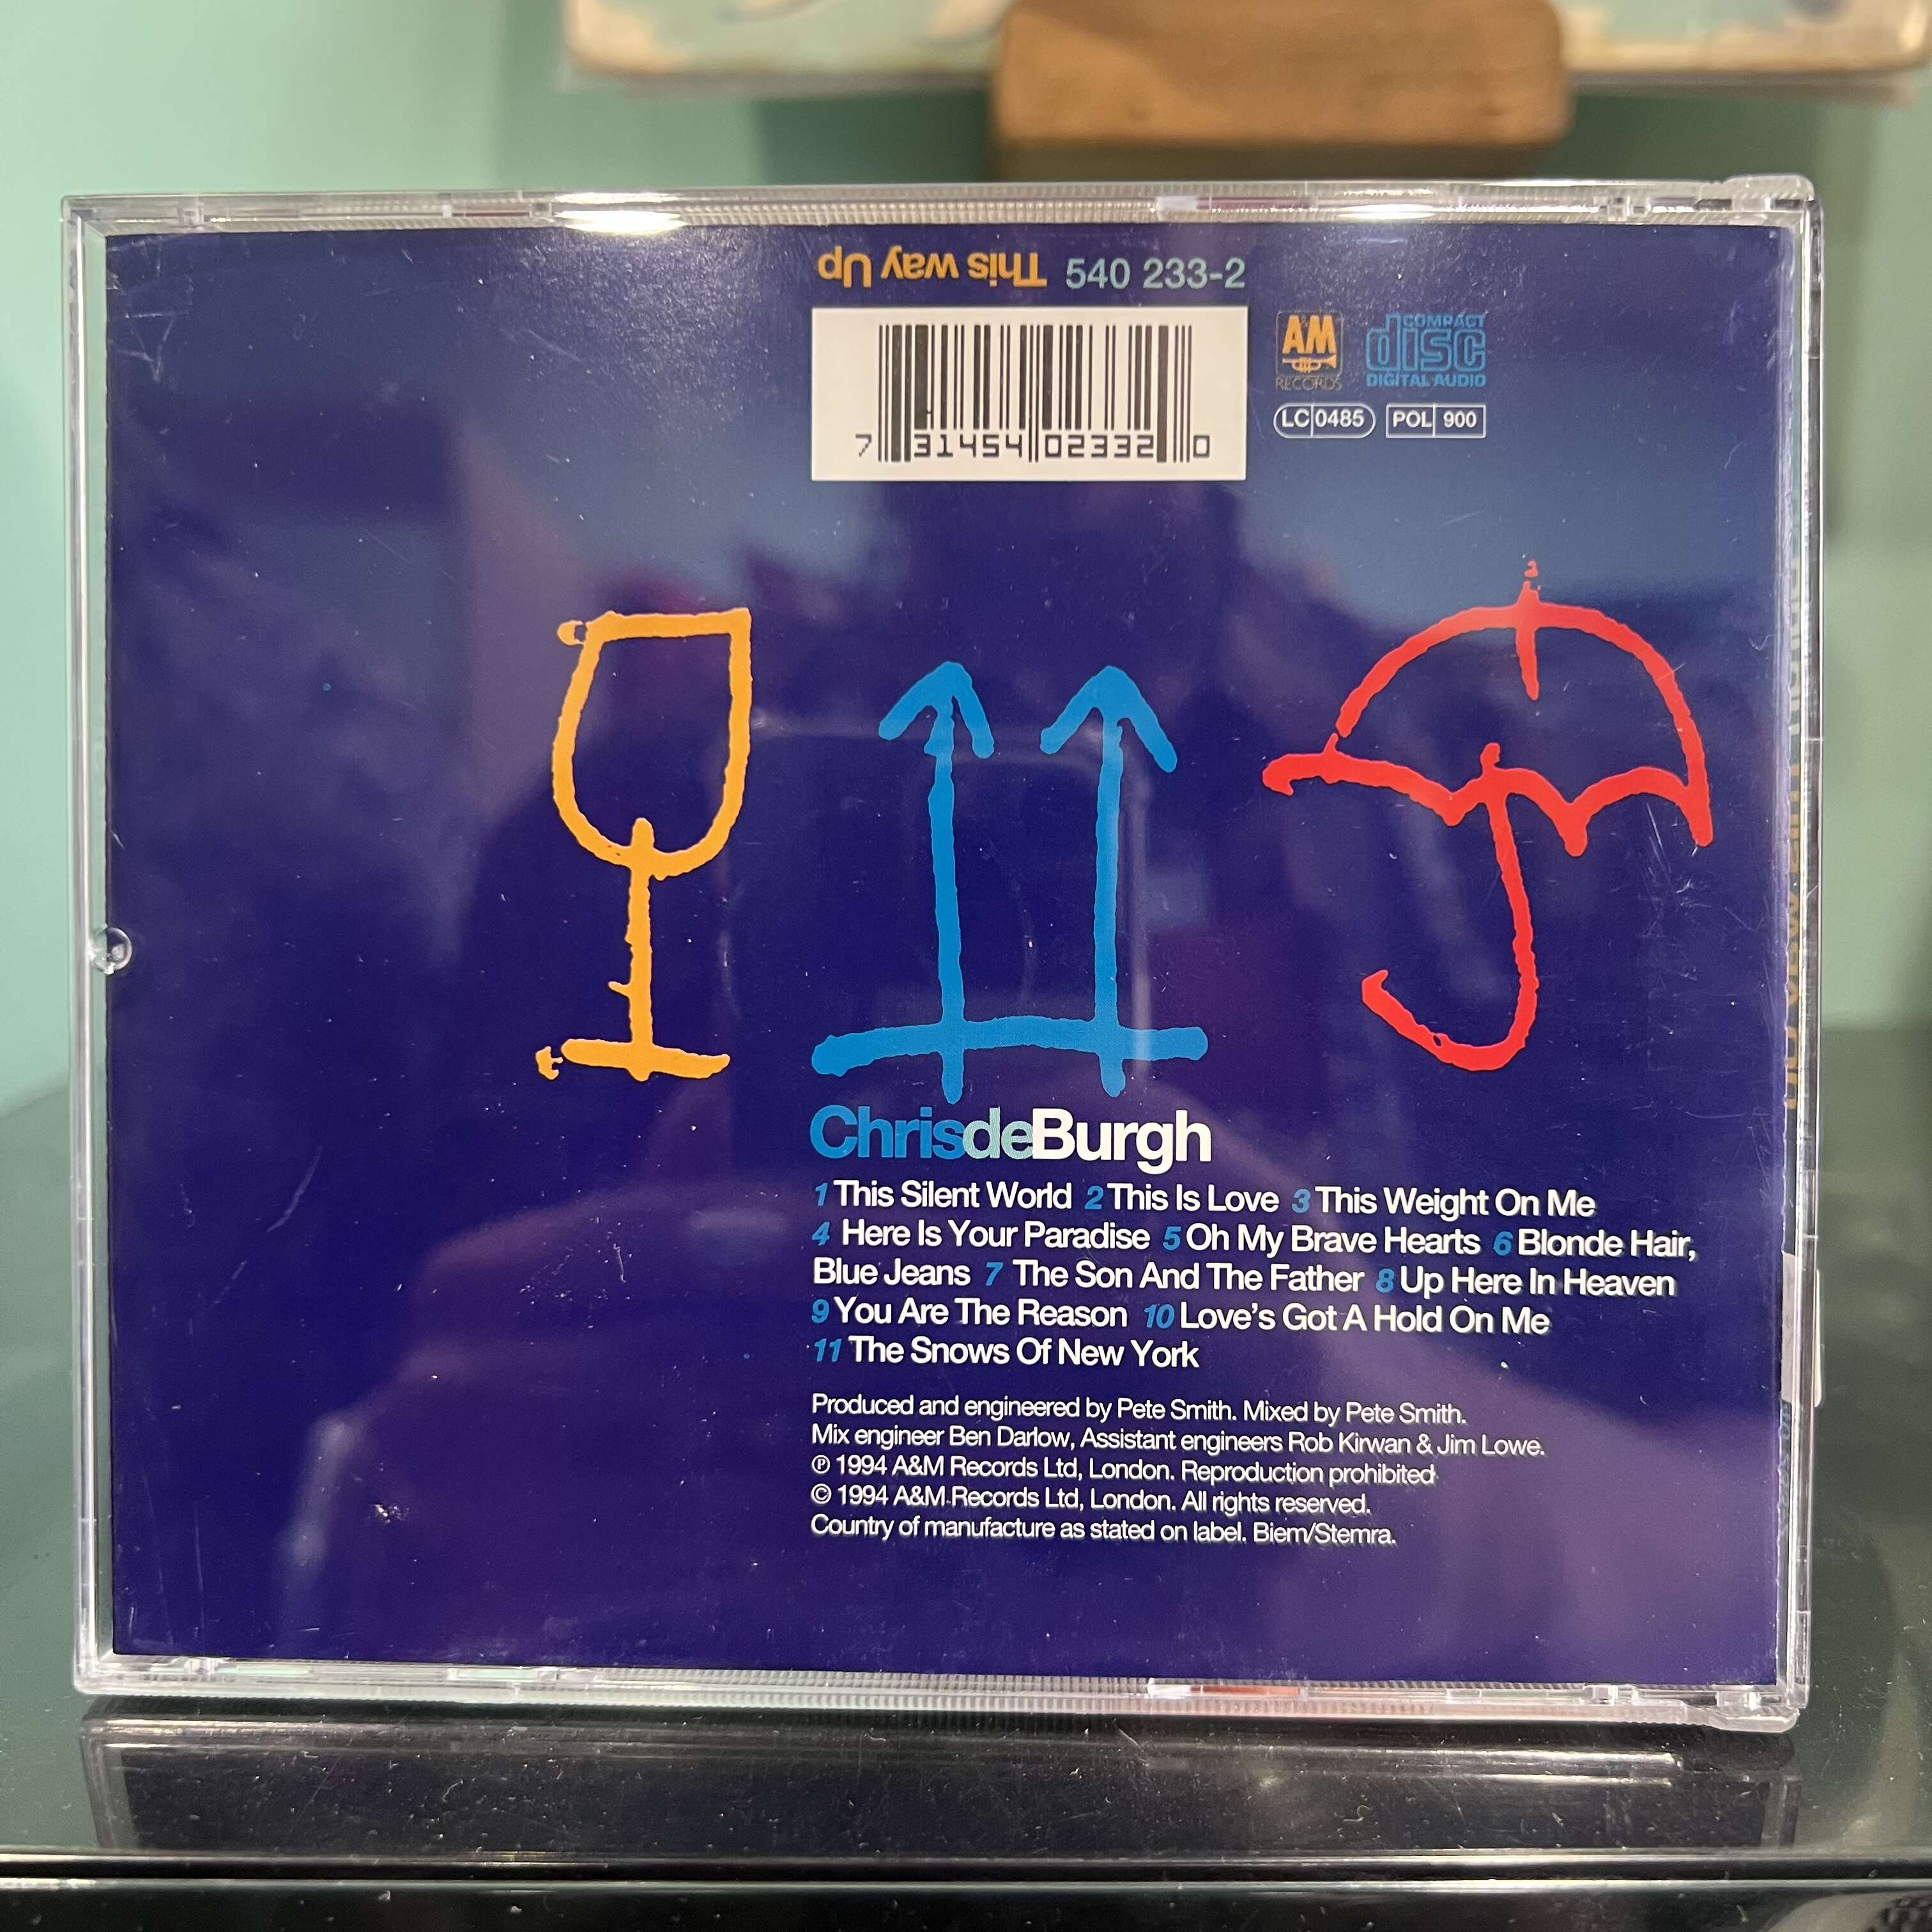 This way Up 540 233-2
7 31454 02332 0
AM
RECORDS
COMPACT
disc
DIGITAL AUDIO
LC 0485 POL 900
ChrisdeBurgh
1 This Silent World 2 This Is Love 3 This Weight On Me
4 Here Is Your Paradise 5 Oh My Brave Hearts 6 Blonde Hair,
Blue Jeans 7 The Son And The Father 8 Up Here In Heaven
9 You Are The Reason 10 Love's Got A Hold On Me
11 The Snows Of New York
Produced and engineered by Pete Smith. Mixed by Pete Smith.
Mix engineer Ben Darlow, Assistant engineers Rob Kirwan & Jim Lowe.
℗ 1994 A&M Records Ltd, London. Reproduction prohibited
© 1994 A&M Records Ltd, London. All rights reserved.
Country of manufacture as stated on label. Biem/Stemra.